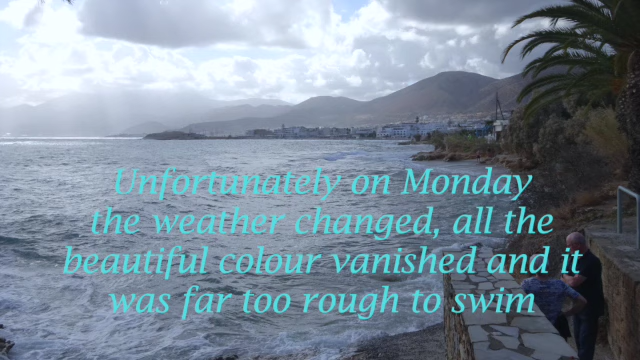 Unfortunately on Monday
the weather changed, all the
beautiful colour vanished and it
was far too rough to swim